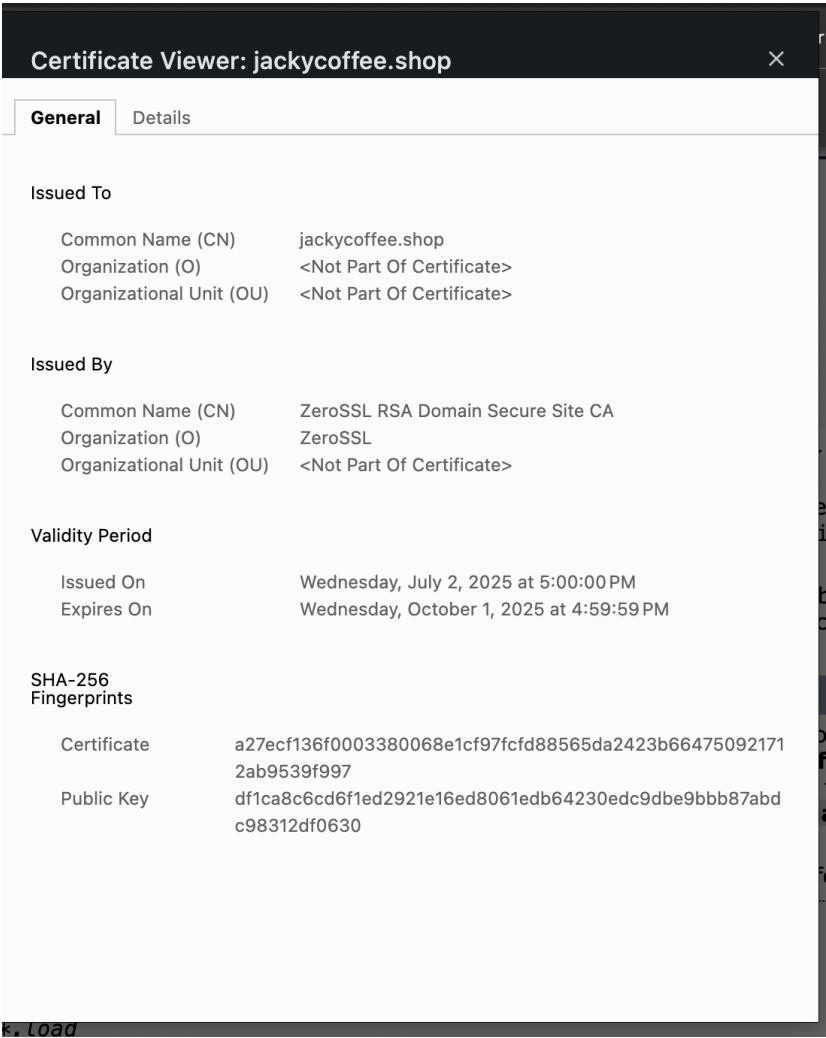 Certificate Viewer: jackycoffee.shop
General Details
Issued To
Common Name (CN) jackycoffee.shop
Organization (O) <Not Part Of Certificate>
Organizational Unit (OU) <Not Part Of Certificate>
Issued By
Common Name (CN) ZeroSSL RSA Domain Secure Site CA
Organization (O) ZeroSSL
Organizational Unit (OU) <Not Part Of Certificate>
Validity Period
Issued On Wednesday, July 2, 2025 at 5:00:00 PM
Expires On Wednesday, October 1, 2025 at 4:59:59 PM
SHA-256
Fingerprints
Certificate a27ecf136f0003380068e1cf97fcfd88565da2423b66475092171
2ab9539f997
Public Key df1ca8c6cd6f1ed2921e16ed8061edb64230edc9dbe9bbb87abd
c98312df0630
*.load